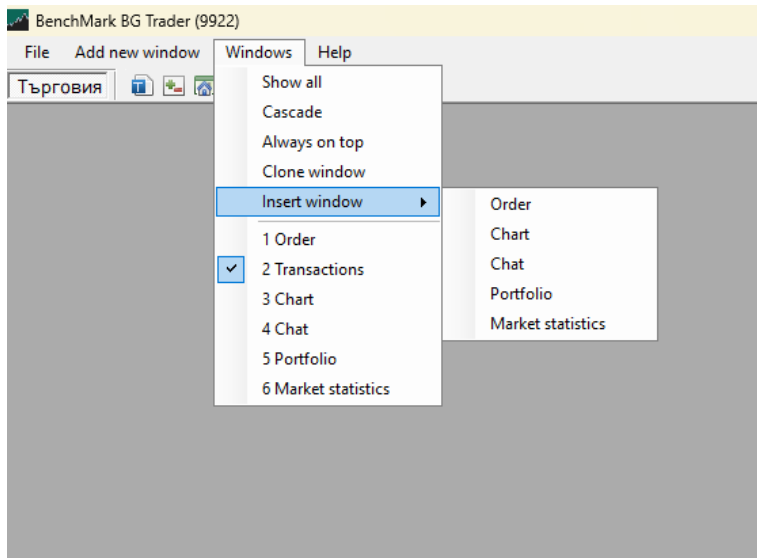 BenchMark BG Trader (9922)
File Add new window Windows Help
Търговия
Show all
Cascade
Always on top
Clone window
Insert window
1 Order
2 Transactions
3 Chart
4 Chat
5 Portfolio
6 Market statistics
Order
Chart
Chat
Portfolio
Market statistics